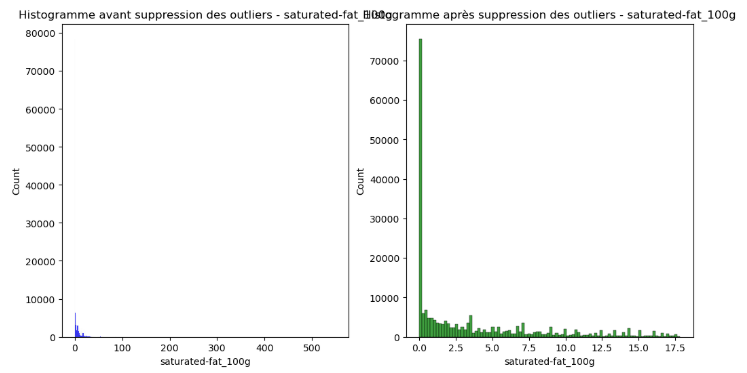 Histogramme avant suppression des outliers - saturated-fat_100g
80000
70000
60000
50000
40000
30000
20000
10000
0
Count
0 100 200 300 400 500
saturated-fat_100g
Histogramme après suppression des outliers - saturated-fat_100g
70000
60000
50000
40000
30000
20000
10000
0
Count
0.0 2.5 5.0 7.5 10.0 12.5 15.0 17.5
saturated-fat_100g